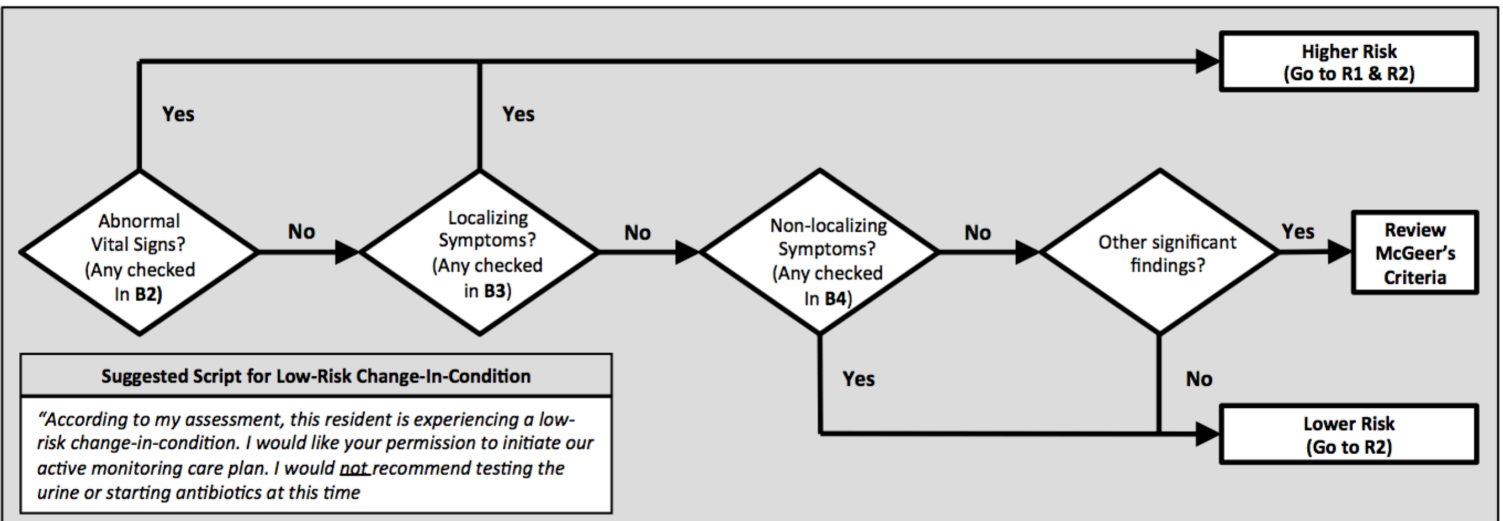 Higher Risk
(Go to R1 & R2)
Yes
Yes
Abnormal
Vital Signs?
(Any checked
In B2)
No
Localizing
Symptoms?
(Any checked
in B3)
No
Non-localizing
Symptoms?
(Any checked
In B4)
No
Other significant
findings?
Yes
Review
McGeer’s
Criteria
Yes
No
Lower Risk
(Go to R2)
Suggested Script for Low-Risk Change-In-Condition
“According to my assessment, this resident is experiencing a low-
risk change-in-condition. I would like your permission to initiate our
active monitoring care plan. I would not recommend testing the
urine or starting antibiotics at this time